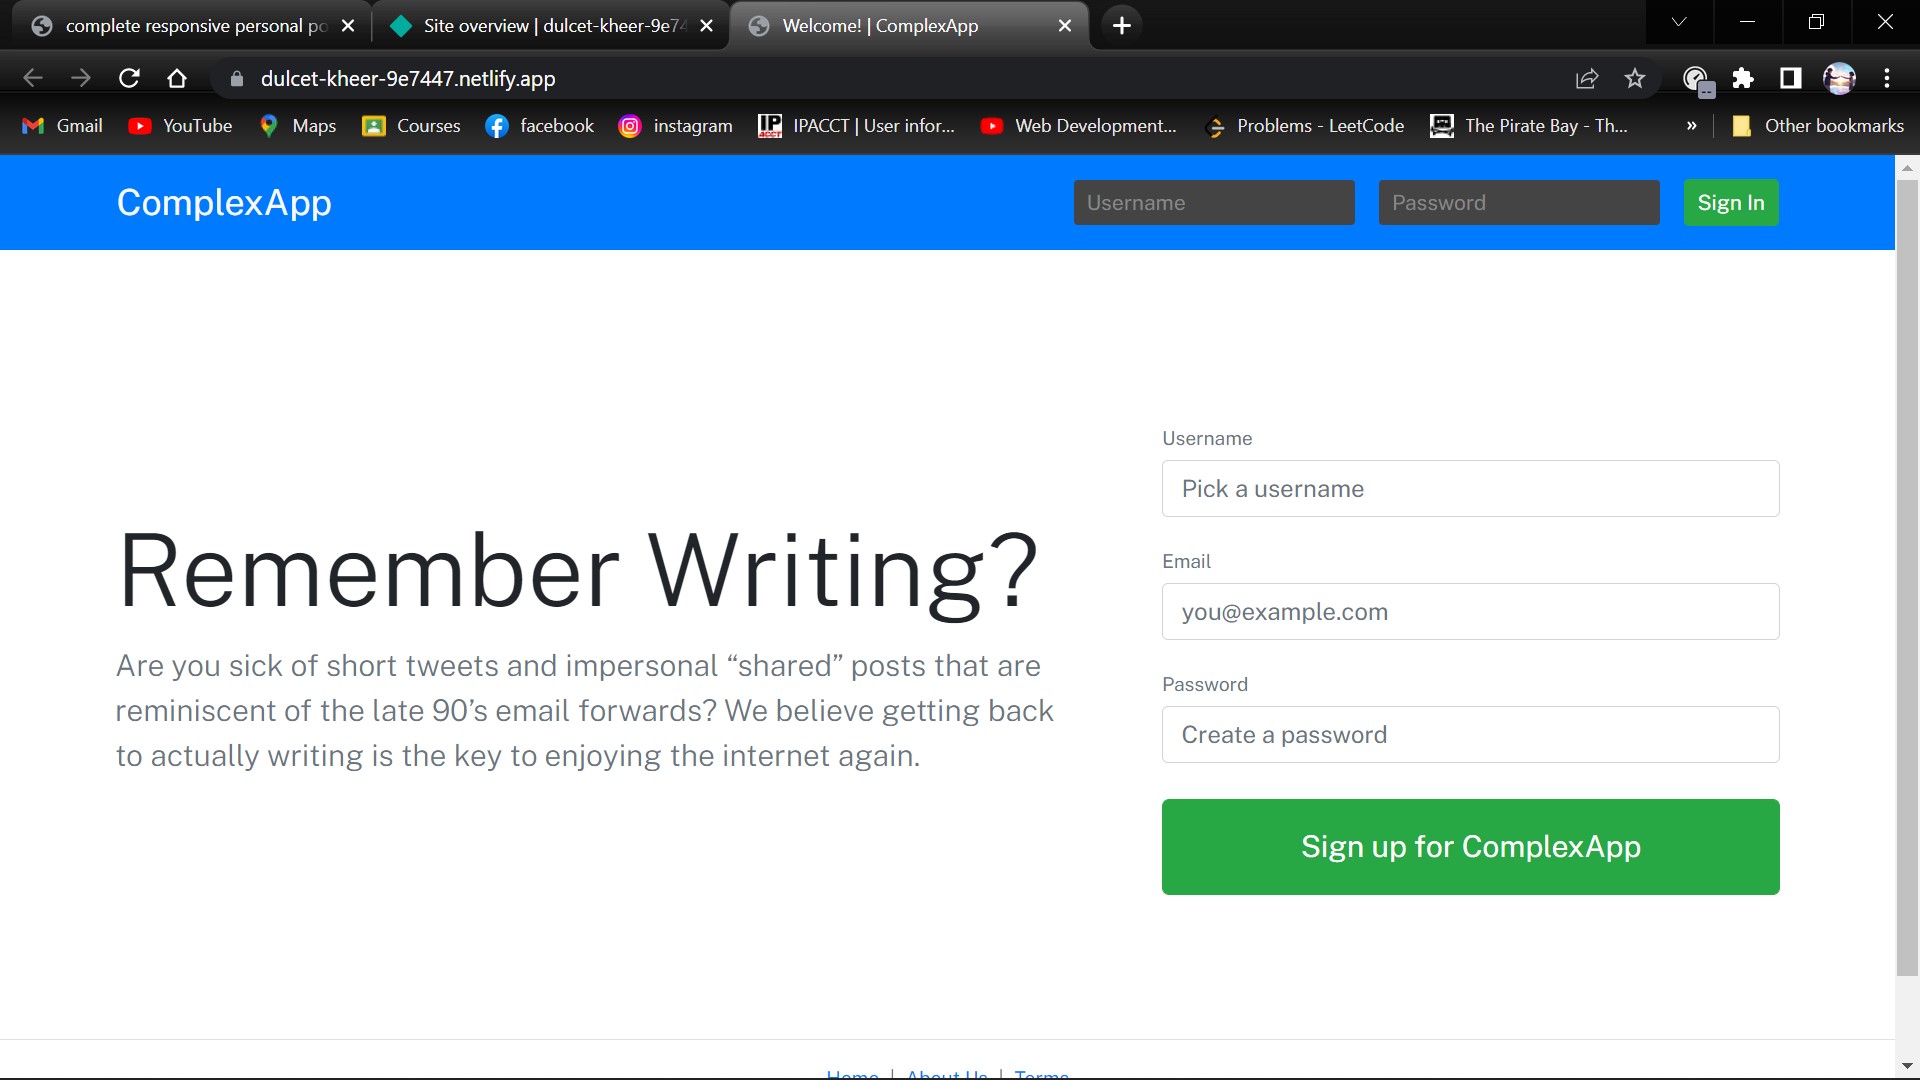 complete responsive personal po
Site overview | dulcet-kheer-9e74
Welcome! | ComplexApp
dulcet-kheer-9e7447.netlify.app
Gmail
YouTube
Maps
Courses
facebook
instagram
IP
ACCT
IPACCT | User infor...
Web Development...
Problems - LeetCode
The Pirate Bay - Th...
»
Other bookmarks
ComplexApp
Username
Password
Sign In
Remember Writing?
Are you sick of short tweets and impersonal “shared” posts that are
reminiscent of the late 90’s email forwards? We believe getting back
to actually writing is the key to enjoying the internet again.
Username
Pick a username
Email
you@example.com
Password
Create a password
Sign up for ComplexApp
Home | About Us | Terms